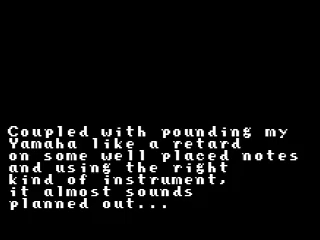 Coupled with pounding my
Yamaha like a retard
on some well placed notes
and using the right
kind of instrument,
it almost sounds
planned out...